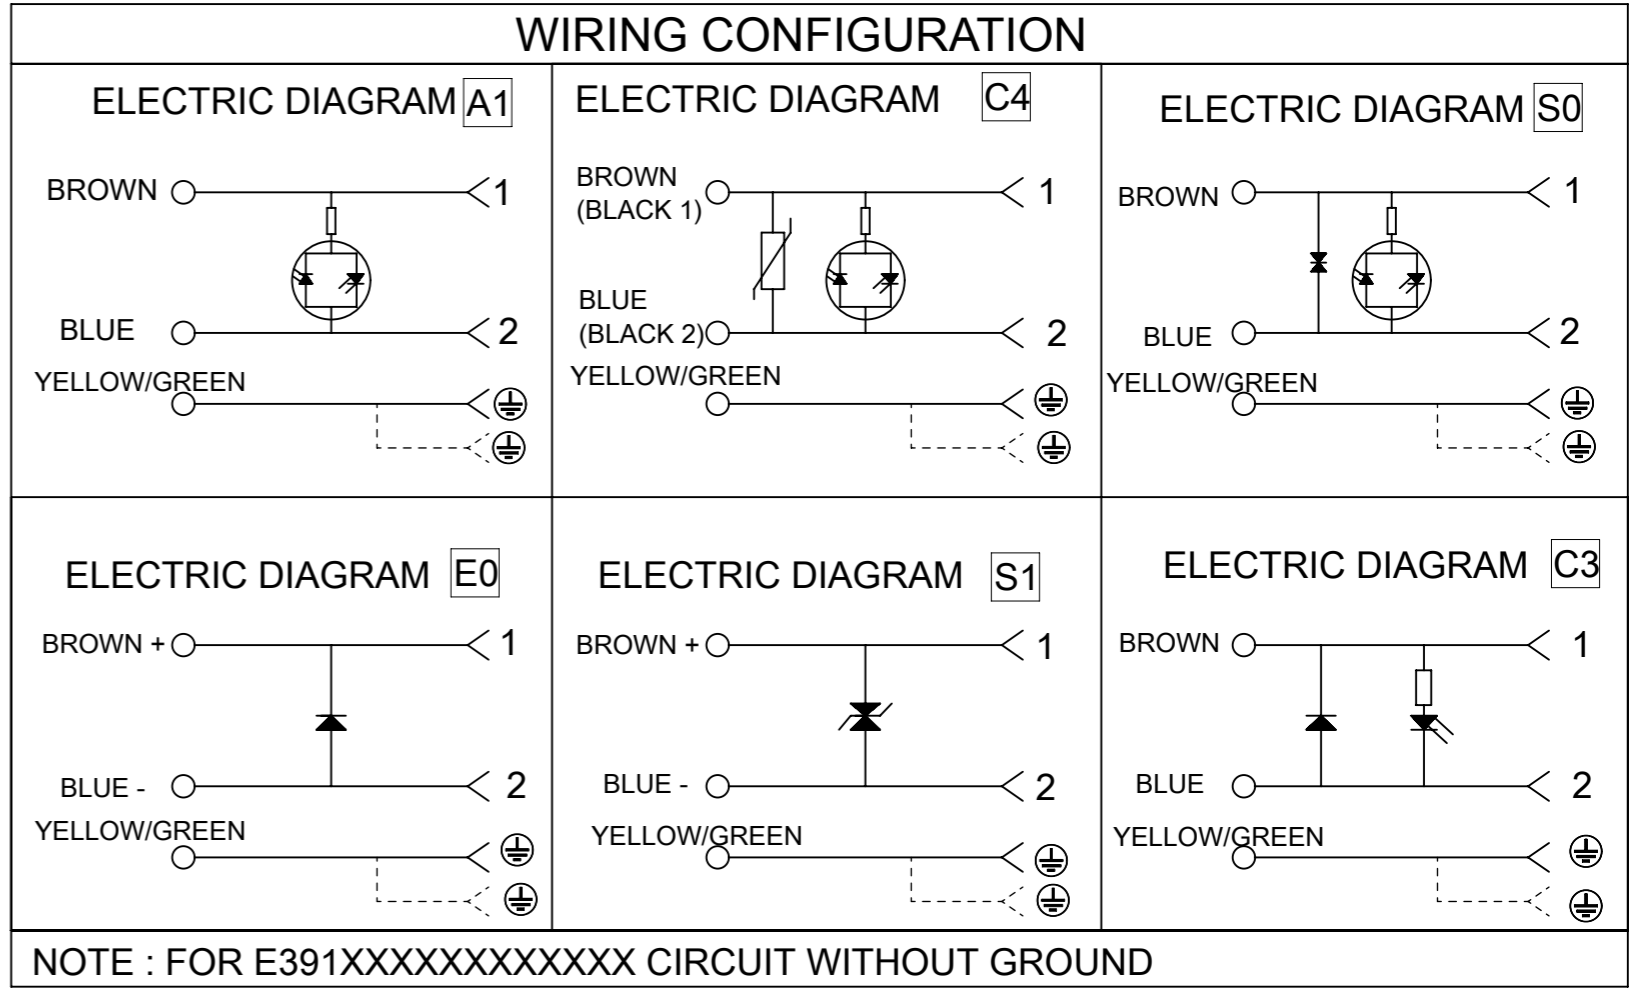 WIRING CONFIGURATION
ELECTRIC DIAGRAM A1
BROWN 1
BLUE 2
YELLOW/GREEN
ELECTRIC DIAGRAM C4
BROWN
(BLACK 1) 1
BLUE
(BLACK 2) 2
YELLOW/GREEN
ELECTRIC DIAGRAM S0
BROWN 1
BLUE 2
YELLOW/GREEN
ELECTRIC DIAGRAM E0
BROWN + 1
BLUE - 2
YELLOW/GREEN
ELECTRIC DIAGRAM S1
BROWN + 1
BLUE - 2
YELLOW/GREEN
ELECTRIC DIAGRAM C3
BROWN 1
BLUE 2
YELLOW/GREEN
NOTE : FOR E391XXXXXXXXXXXX CIRCUIT WITHOUT GROUND